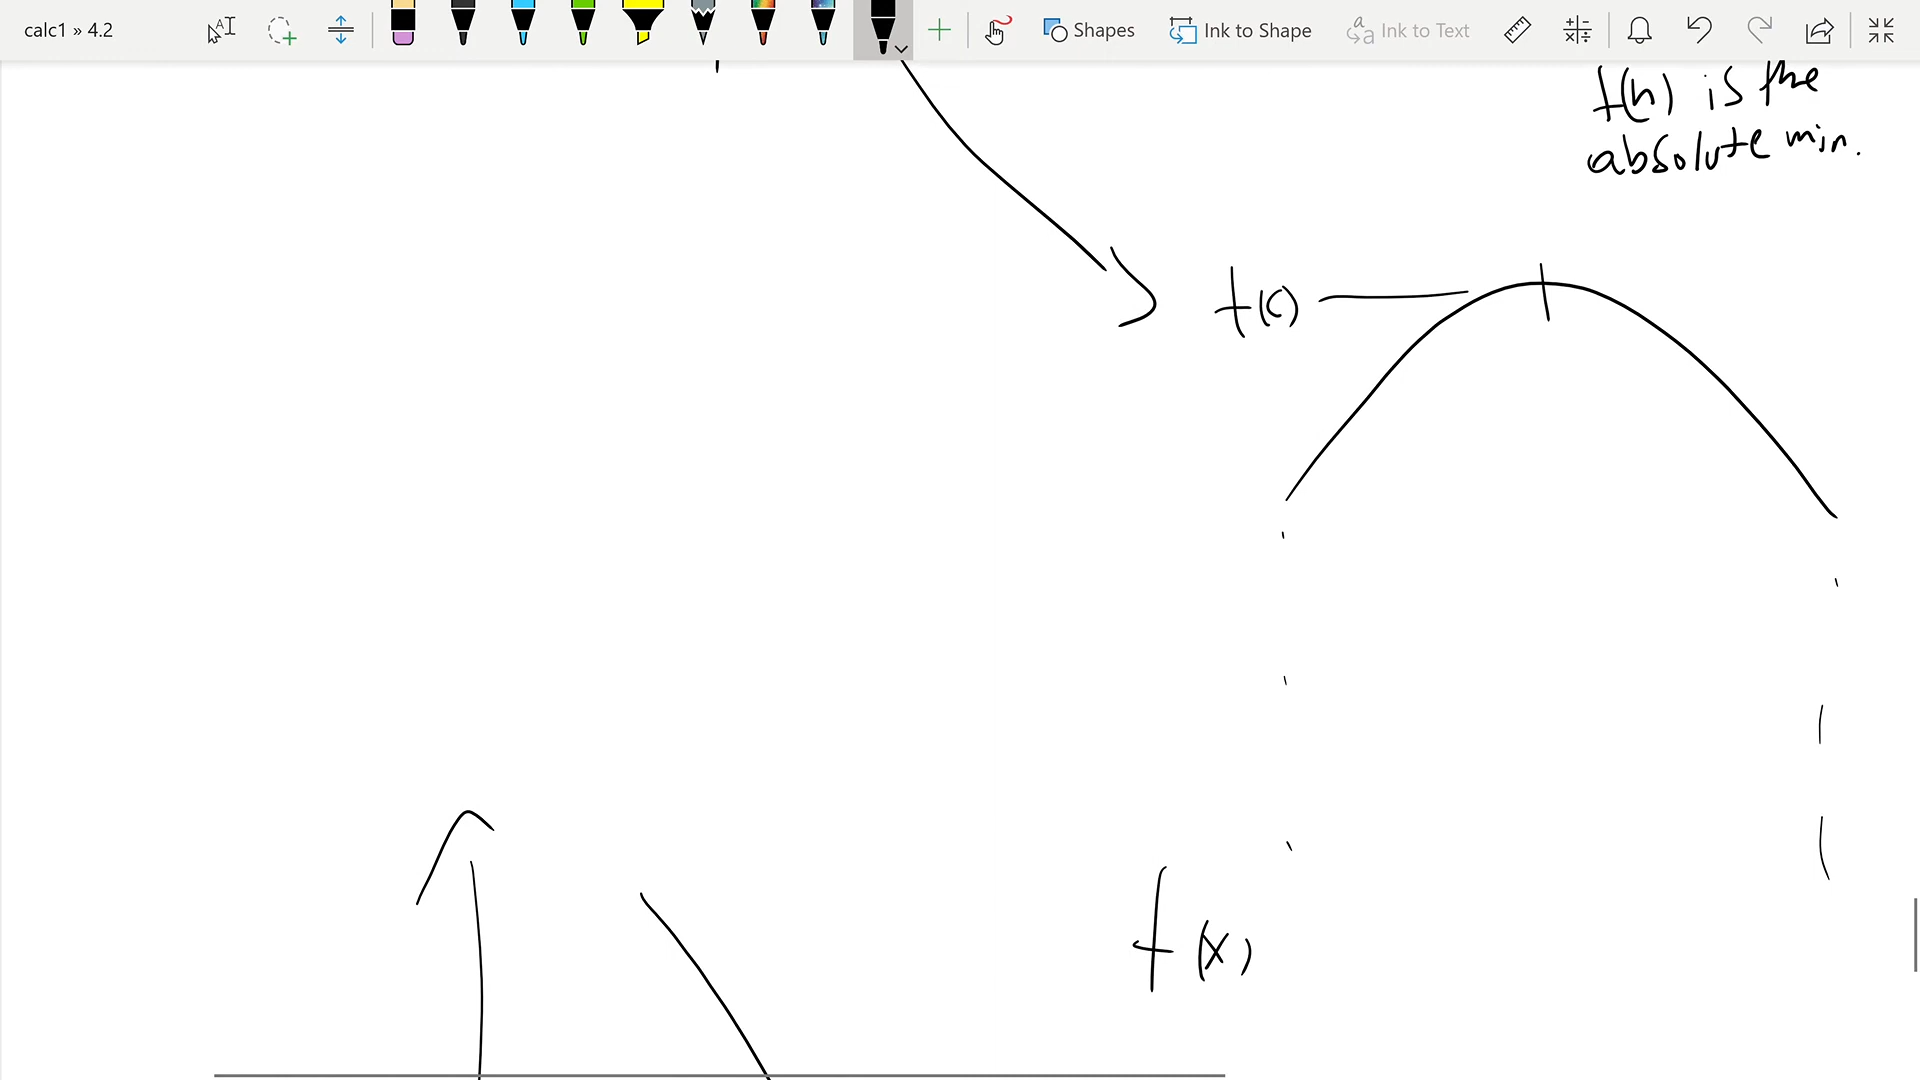 calc1 » 4.2
Shapes
Ink to Shape
Ink to Text
f(h) is the
absolute min.
f(c)
f(x)